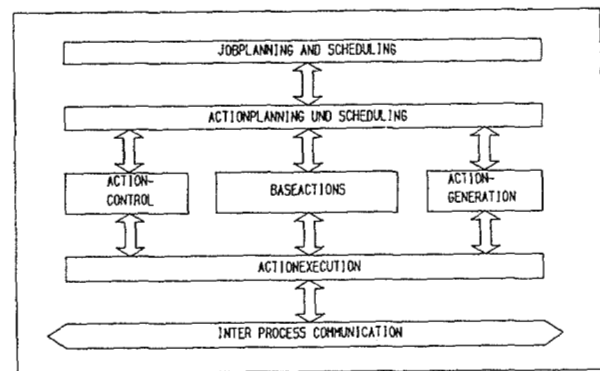 JOBPLANNING AND SCHEDULING
ACTIONPLANNING UND SCHEDULING
ACTION-
CONTROL
BASEACTIONS
ACTION-
GENERATION
ACTIONEXECUTION
INTER PROCESS COMMUNICATION